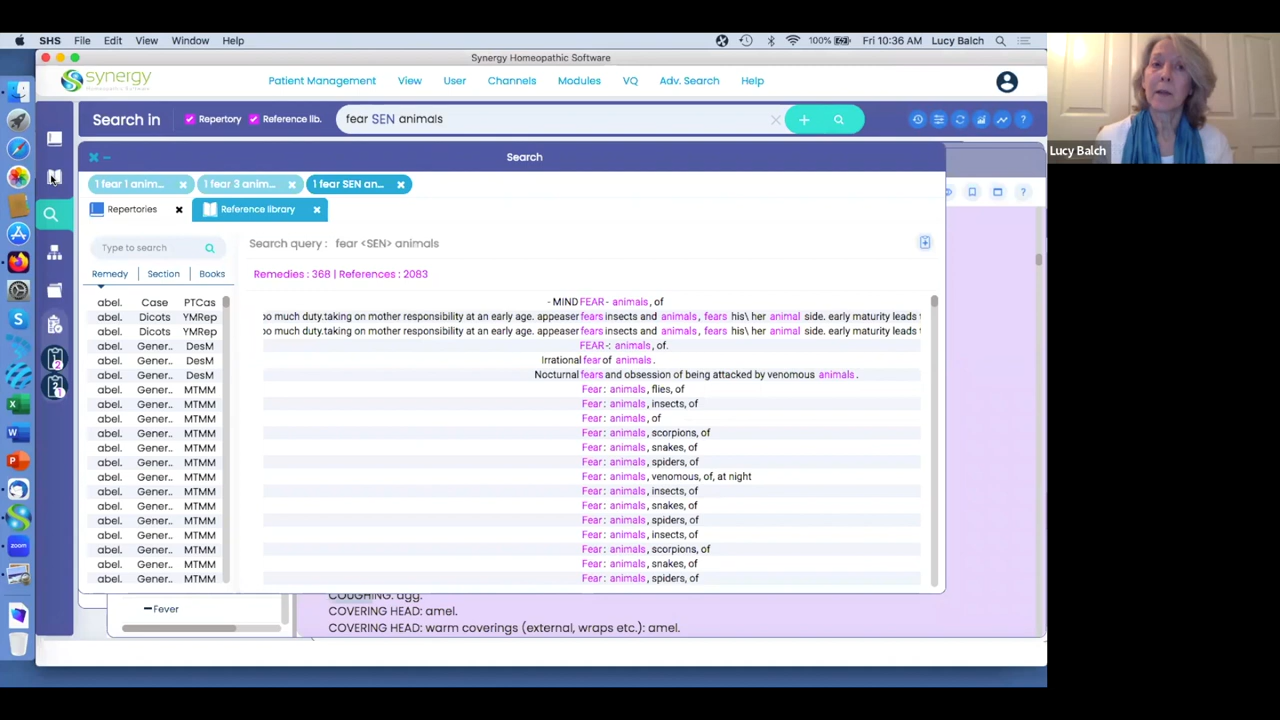 SHS File Edit View Window Help 100% Fri 10:36 AM Lucy Balch
Synergy Homeopathic Software
synergy
Homeopathic Software
Patient Management View User Channels Modules VQ Adv. Search Help
Search in Repertory Reference lib. fear SEN animals
Search
1 fear 1 anim... 1 fear 3 anim... 1 fear SEN an...
Repertories Reference library
Type to search
Search query : fear <SEN> animals
Remedy Section Books
Remedies : 368 | References : 2083
abel. Case PTCas - MIND FEAR - animals, of
abel. Dicots YMRep oo much duty.taking on mother responsibility at an early age. appeaser fears insects and animals, fears his\ her animal side. early maturity leads t
abel. Dicots YMRep oo much duty.taking on mother responsibility at an early age. appeaser fears insects and animals, fears his\ her animal side. early maturity leads t
abel. Gener.. DesM FEAR -: animals, of.
abel. Gener.. DesM Irrational fear of animals.
abel. Gener.. DesM Nocturnal fears and obsession of being attacked by venomous animals.
abel. Gener.. MTMM Fear: animals, flies, of
abel. Gener.. MTMM Fear: animals, insects, of
abel. Gener.. MTMM Fear: animals, of
abel. Gener.. MTMM Fear: animals, scorpions, of
abel. Gener.. MTMM Fear: animals, snakes, of
abel. Gener.. MTMM Fear: animals, spiders, of
abel. Gener.. MTMM Fear: animals, venomous, of, at night
abel. Gener.. MTMM Fear: animals, insects, of
abel. Gener.. MTMM Fear: animals, snakes, of
abel. Gener.. MTMM Fear: animals, spiders, of
abel. Gener.. MTMM Fear: animals, insects, of
abel. Gener.. MTMM Fear: animals, scorpions, of
abel. Gener.. MTMM Fear: animals, snakes, of
abel. Gener.. MTMM Fear: animals, spiders, of
COUGHING: agg.
Fever
COVERING HEAD: amel.
COVERING HEAD: warm coverings (external, wraps etc.): amel.
zoom
Lucy Balch